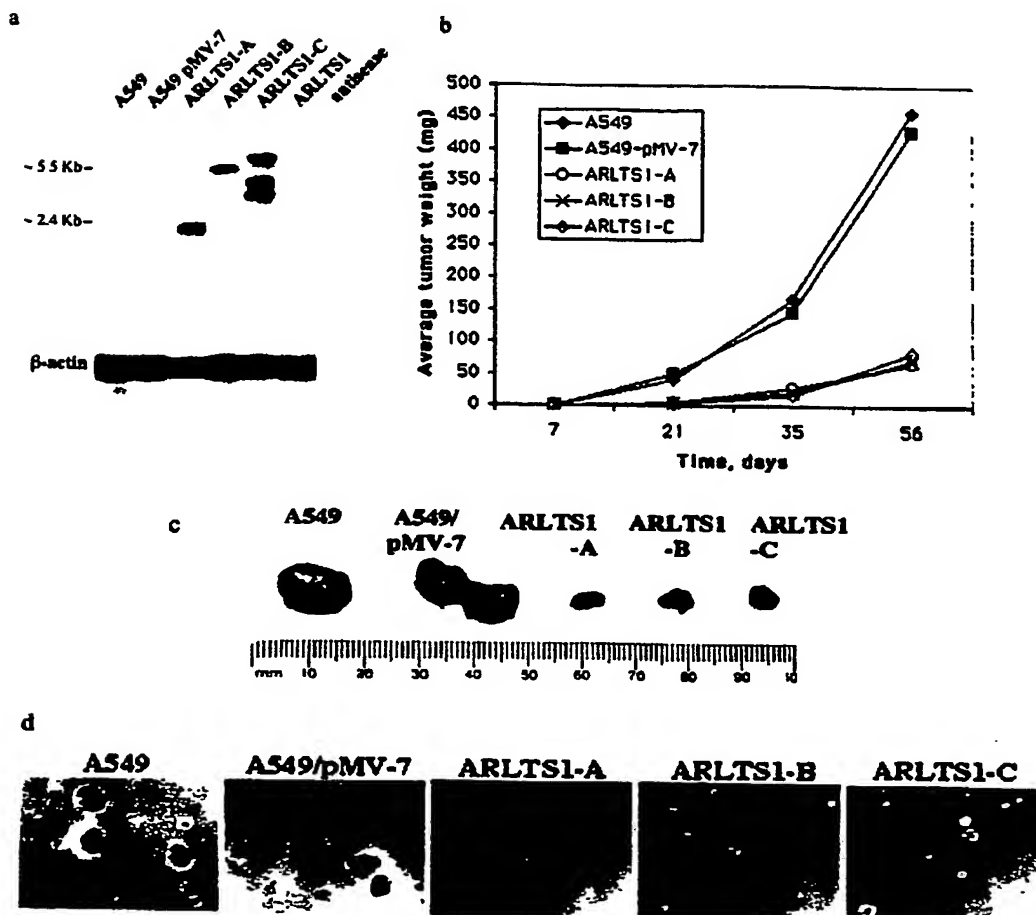 a
A549
A549 pMV-7
ARLTS1-A
ARLTS1-B
ARLTS1-C
ARLTS1
antisense
~ 5.5 Kb-
~ 2.4 Kb-
β-actin
b
Average tumor weight (mg)
500
450
400
350
300
250
200
150
100
50
0
A549
A549-pMV-7
ARLTS1-A
ARLTS1-B
ARLTS1-C
7 21 35 56
Time, days
c
A549 A549/ ARLTS1 ARLTS1 ARLTS1
pMV-7 -A -B -C
mm 10 20 30 40 50 60 70 80 90 10
d
A549 A549/pMV-7 ARLTS1-A ARLTS1-B ARLTS1-C